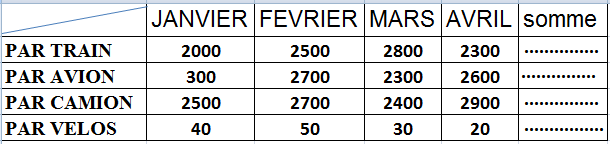 JANVIER FEVRIER MARS AVRIL somme
PAR TRAIN 2000 2500 2800 2300 ...............
PAR AVION 300 2700 2300 2600 ...............
PAR CAMION 2500 2700 2400 2900 ...............
PAR VELOS 40 50 30 20 ................